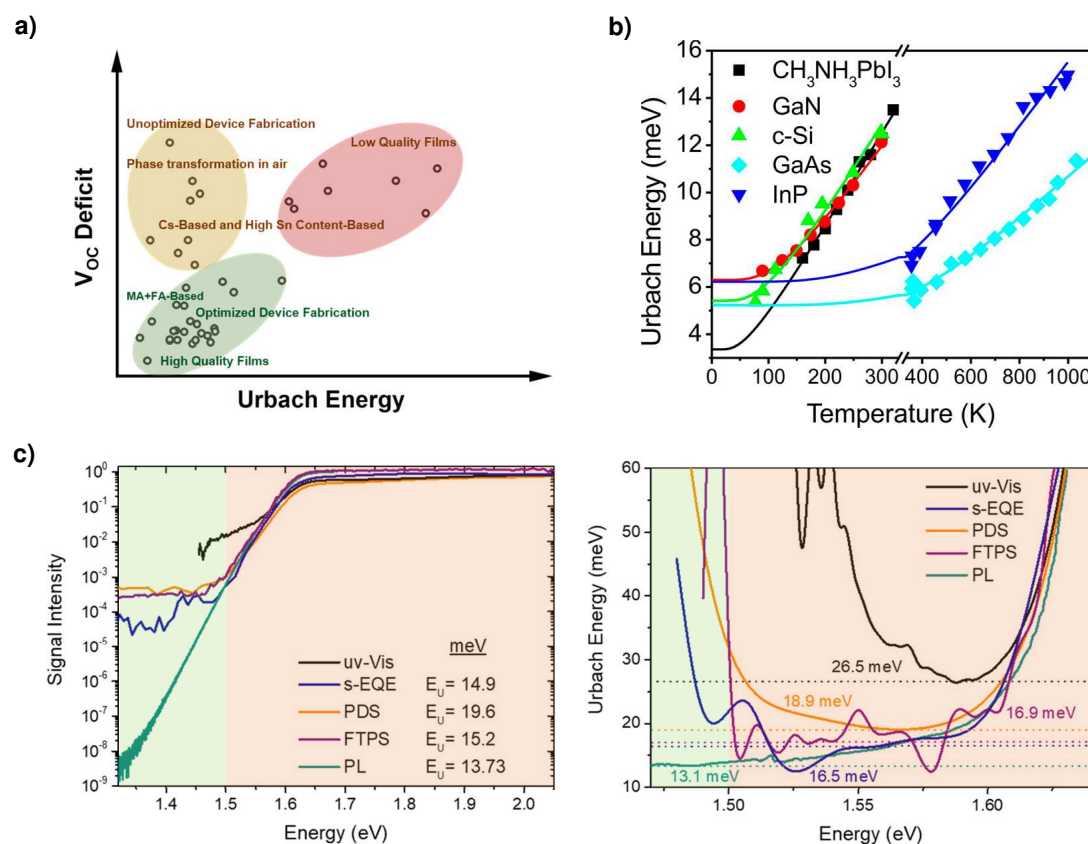 a)
Unoptimized Device Fabrication
Phase transformation in air
Low Quality Films
Cs-Based and High Sn Content-Based
MA+FA-Based
Optimized Device Fabrication
High Quality Films
V_OC Deficit
Urbach Energy
b)
16
14
12
10
8
6
4
CH₃NH₃PbI₃
GaN
c-Si
GaAs
InP
Urbach Energy (meV)
0 100 200 300 400 600 800 1000
Temperature (K)
c)
10⁰
10⁻¹
10⁻²
10⁻³
10⁻⁴
10⁻⁵
10⁻⁶
10⁻⁷
10⁻⁸
10⁻⁹
Signal Intensity
meV
uv-Vis
s-EQE E_U= 14.9
PDS E_U= 19.6
FTPS E_U= 15.2
PL E_U= 13.73
1.4 1.5 1.6 1.7 1.8 1.9 2.0
Energy (eV)
60
50
40
30
20
10
Urbach Energy (meV)
uv-Vis
s-EQE
PDS
FTPS
PL
26.5 meV
18.9 meV
16.9 meV
13.1 meV
16.5 meV
1.50 1.55 1.60
Energy (eV)